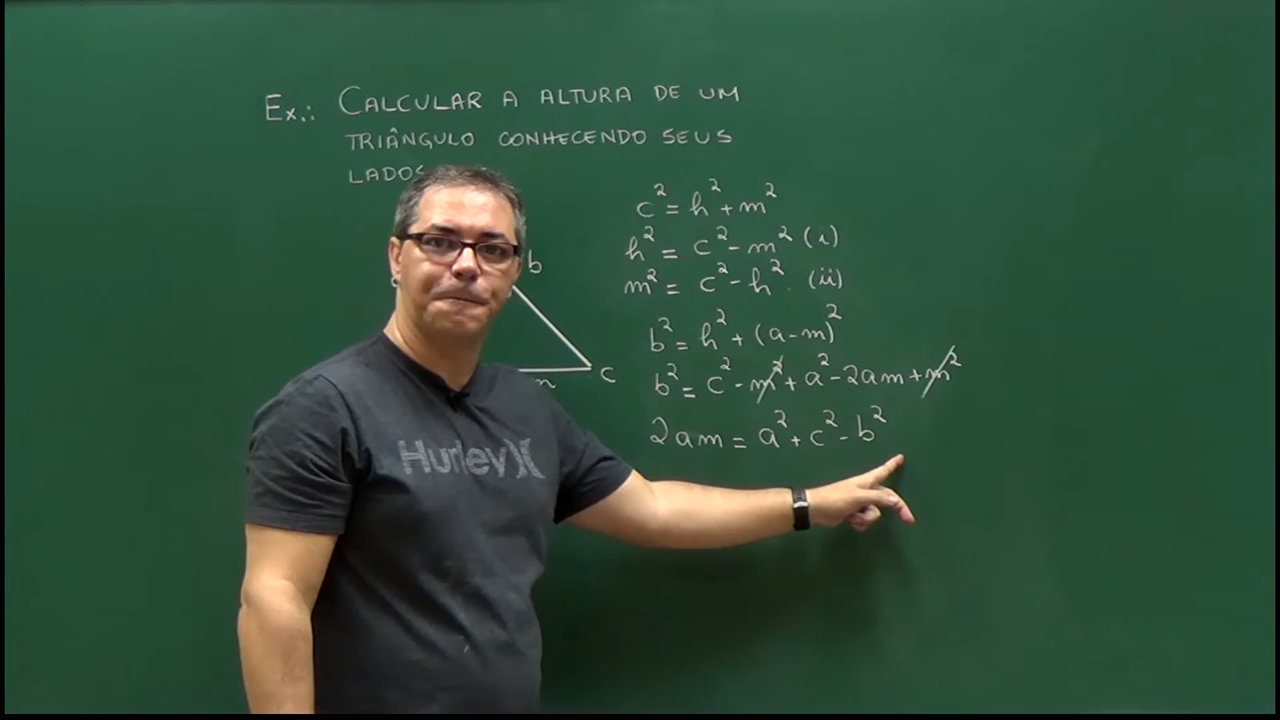 Ex.: CALCULAR A ALTURA DE UM
TRIÂNGULO CONHECENDO SEUS
LADOS
c² = h² + m²
h² = c² - m² (i)
m² = c² - h². (ii)
b² = h² + (a-m)²
b² = c² - m² + a² - 2am + m²
2am = a² + c² - b²
b
c
Hurley